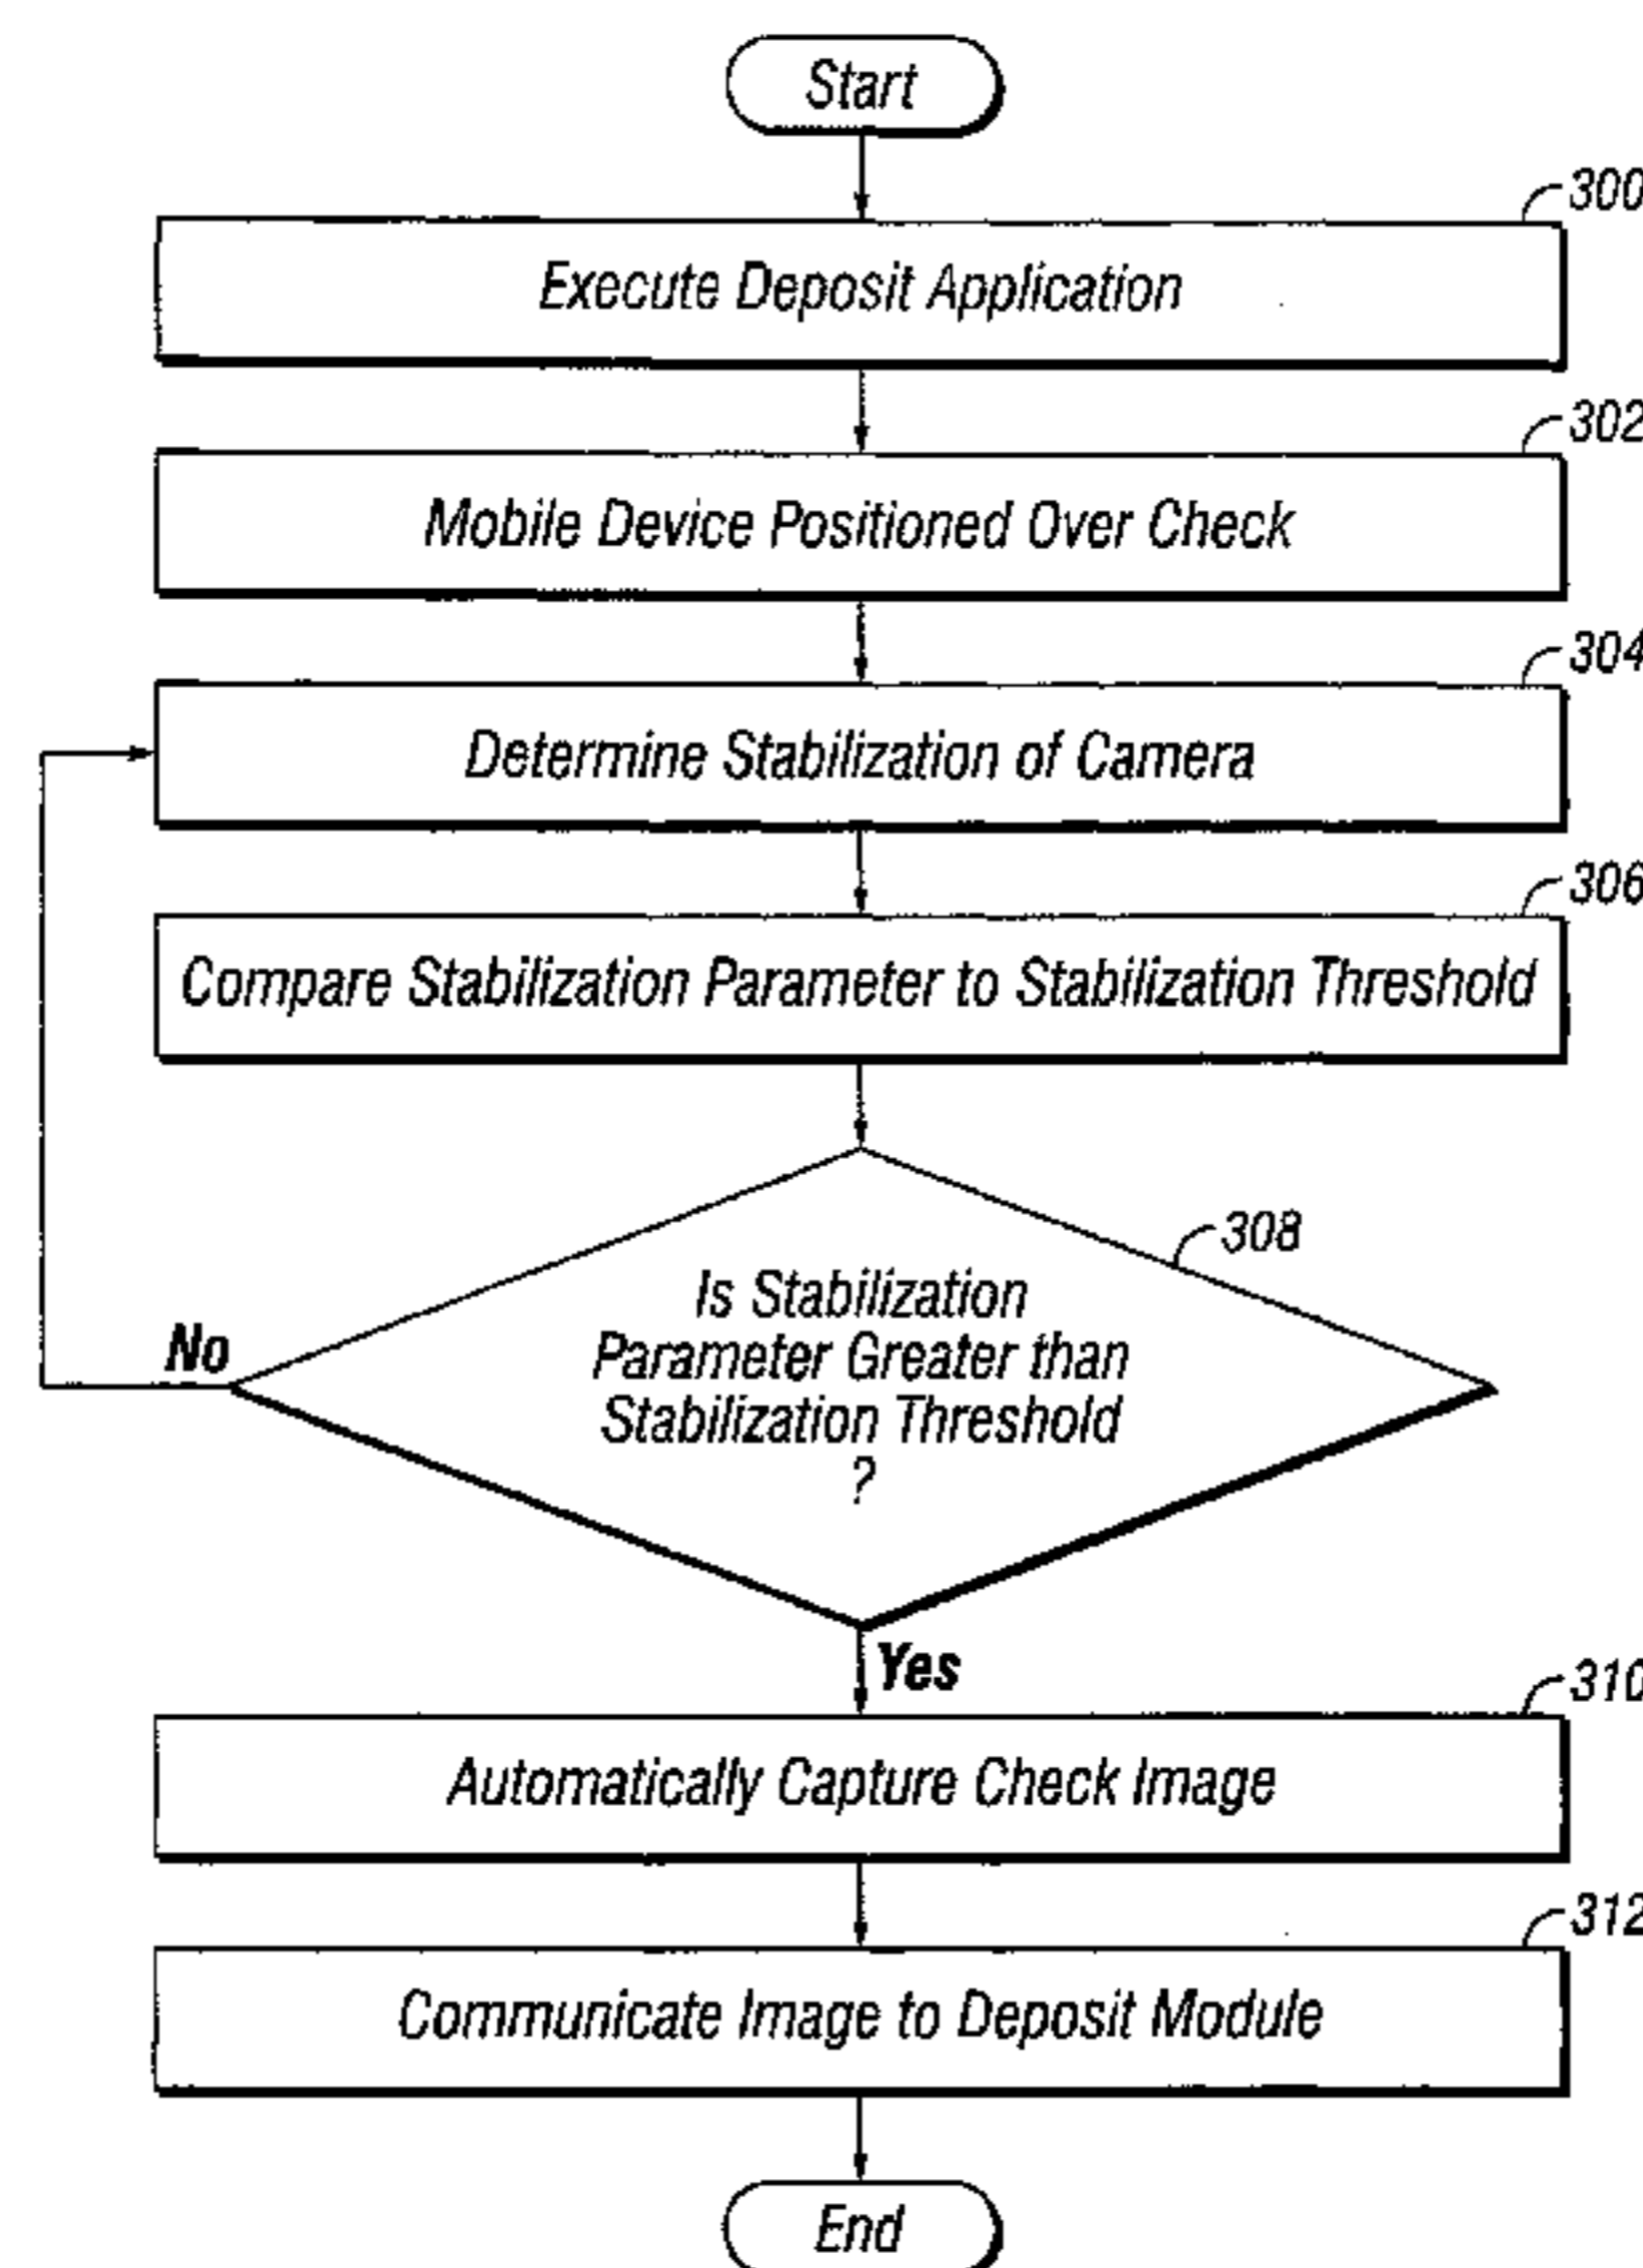 Start
300
Execute Deposit Application
302
Mobile Device Positioned Over Check
304
Determine Stabilization of Camera
306
Compare Stabilization Parameter to Stabilization Threshold
308
Is Stabilization
Parameter Greater than
Stabilization Threshold
?
No
Yes
310
Automatically Capture Check Image
312
Communicate Image to Deposit Module
End